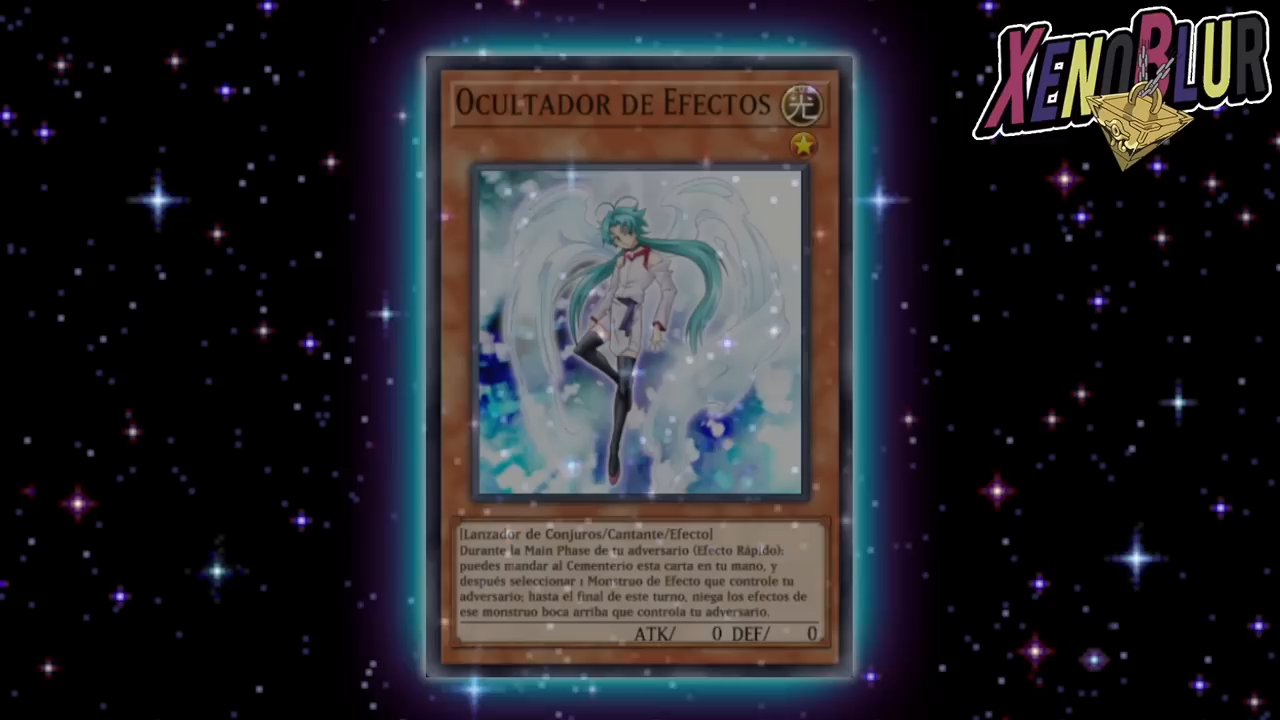 XENOBLUR
OCULTADOR DE EFECTOS
光
[Lanzador de Conjuros/Cantante/Efecto]
Durante la Main Phase de tu adversario (Efecto Rápido):
puedes mandar al Cementerio esta carta en tu mano, y
después seleccionar 1 Monstruo de Efecto que controle tu
adversario; hasta el final de este turno, niega los efectos de
ese monstruo boca arriba que controla tu adversario.
ATK/ 0 DEF/ 0